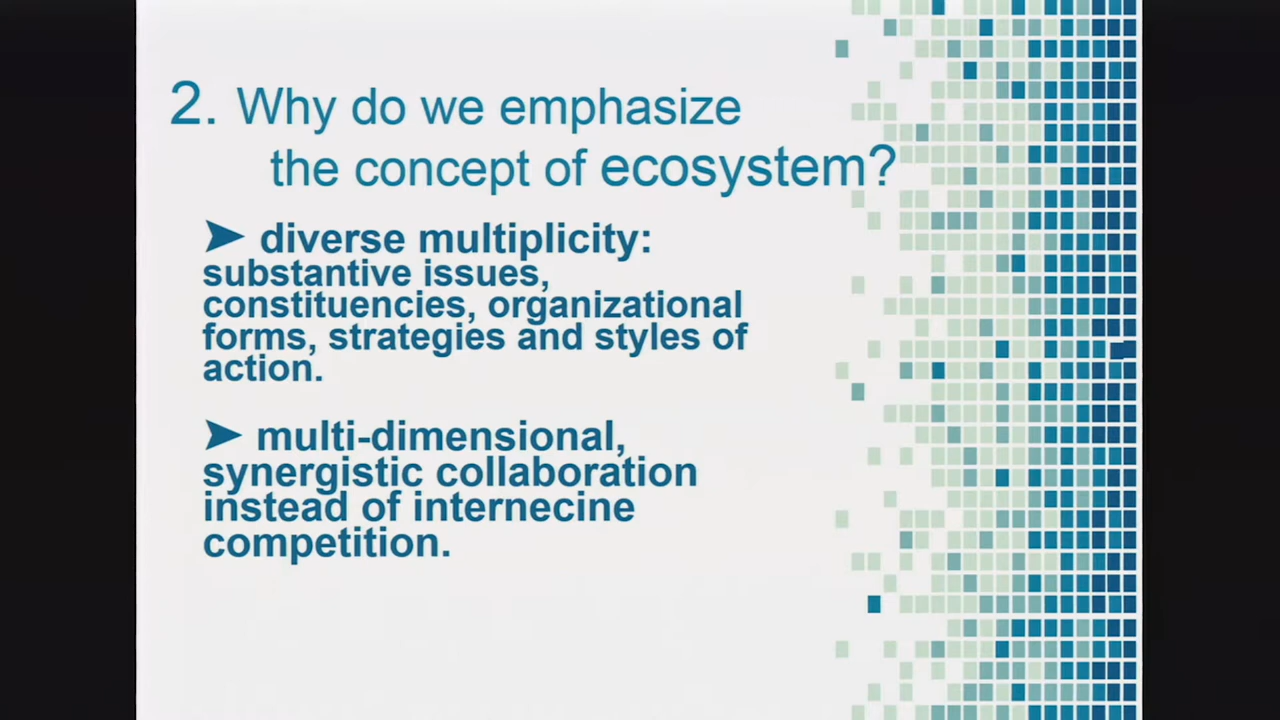 2. Why do we emphasize
the concept of ecosystem?
➤ diverse multiplicity:
substantive issues,
constituencies, organizational
forms, strategies and styles of
action.
➤ multi-dimensional,
synergistic collaboration
instead of internecine
competition.